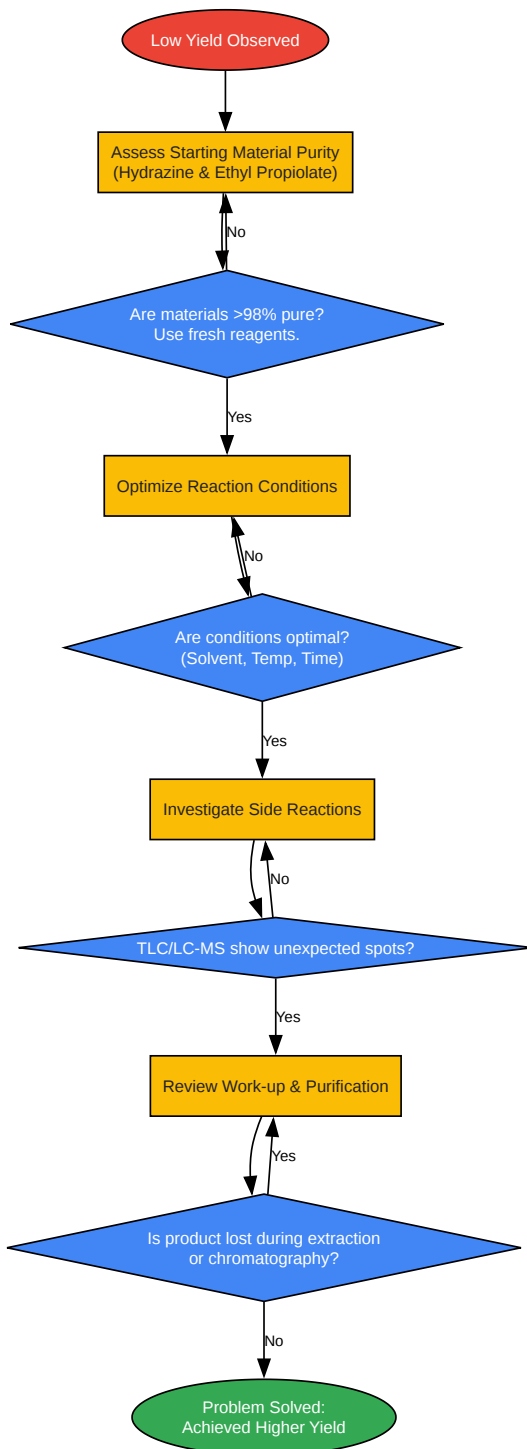 Low Yield Observed
Assess Starting Material Purity
(Hydrazine & Ethyl Propiolate)
No
Are materials >98% pure?
Use fresh reagents.
Yes
Optimize Reaction Conditions
No
Are conditions optimal?
(Solvent, Temp, Time)
Yes
Investigate Side Reactions
No
TLC/LC-MS show unexpected spots?
Yes
Review Work-up & Purification
Yes
Is product lost during extraction
or chromatography?
No
Problem Solved:
Achieved Higher Yield